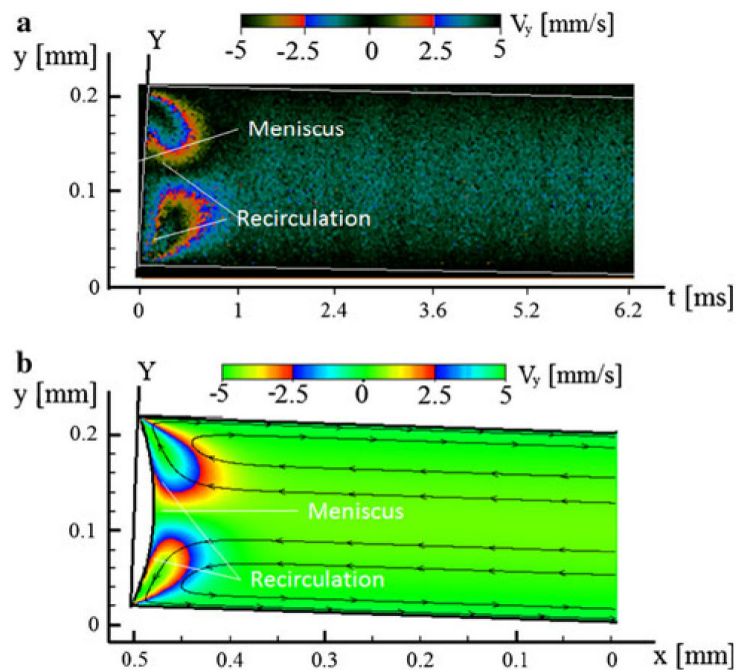 a
Vy [mm/s]
-5 -2.5 0 2.5 5
Y
y [mm]
0.2
0.1
0
Meniscus
Recirculation
0 1 2.4 3.6 5.2 6.2
t [ms]
b
Vy [mm/s]
-5 -2.5 0 2.5 5
Y
y [mm]
0.2
0.1
0
Meniscus
Recirculation
0.5 0.4 0.3 0.2 0.1 0
x [mm]